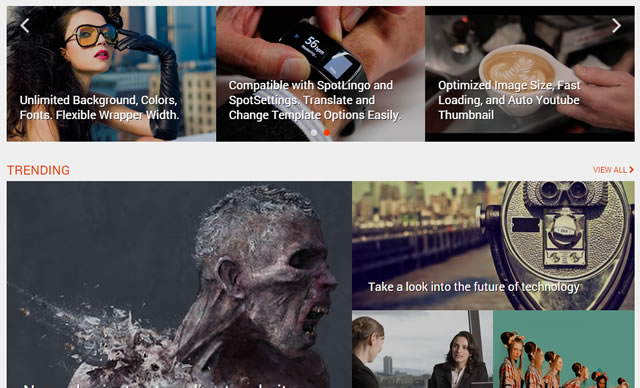 Unlimited Background, Colors,
Fonts. Flexible Wrapper Width.
56
Compatible with SpotLingo and
SpotSettings. Translate and
Change Template Options Easily.
Optimized Image Size, Fast
Loading, and Auto Youtube
Thumbnail
TRENDING
VIEW ALL
Take a look into the future of technology